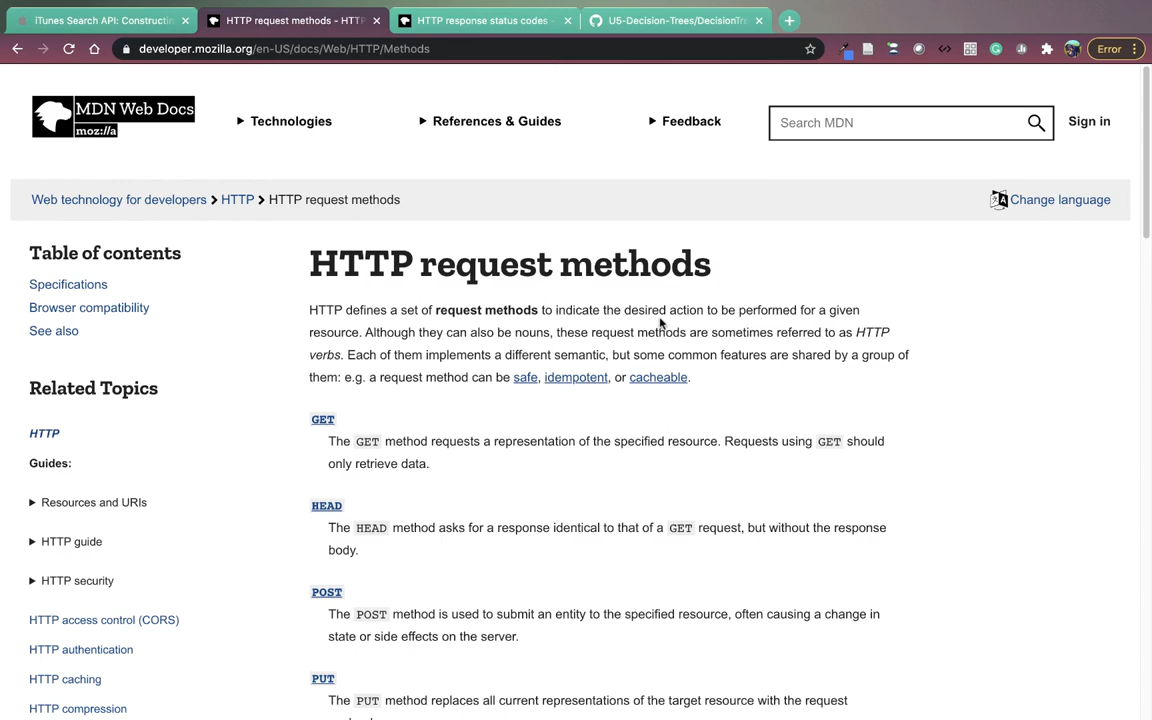 iTunes Search API: Constructin
HTTP request methods - HTTP
HTTP response status codes -
U5-Decision-Trees/DecisionTre
developer.mozilla.org/en-US/docs/Web/HTTP/Methods
Error
MDN Web Docs
moz://a
Technologies
References & Guides
Feedback
Search MDN
Sign in
Web technology for developers
HTTP
HTTP request methods
Change language
Table of contents
Specifications
Browser compatibility
See also
Related Topics
HTTP
Guides:
Resources and URIs
HTTP guide
HTTP security
HTTP access control (CORS)
HTTP authentication
HTTP caching
HTTP compression
HTTP request methods
HTTP defines a set of request methods to indicate the desired action to be performed for a given
resource. Although they can also be nouns, these request methods are sometimes referred to as HTTP
verbs. Each of them implements a different semantic, but some common features are shared by a group of
them: e.g. a request method can be safe, idempotent, or cacheable.
GET
The GET method requests a representation of the specified resource. Requests using GET should
only retrieve data.
HEAD
The HEAD method asks for a response identical to that of a GET request, but without the response
body.
POST
The POST method is used to submit an entity to the specified resource, often causing a change in
state or side effects on the server.
PUT
The PUT method replaces all current representations of the target resource with the request